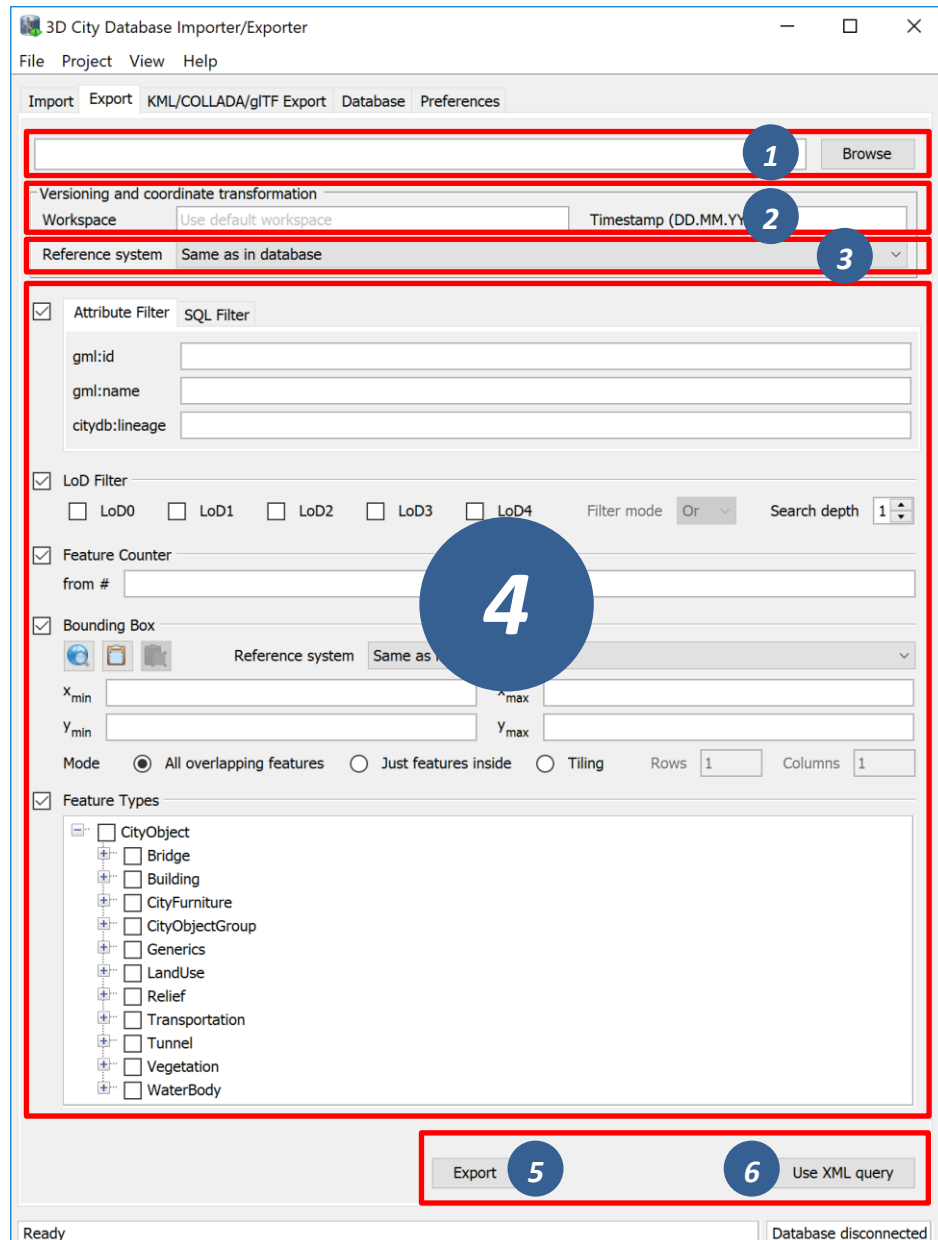 3D City Database Importer/Exporter
File Project View Help
Import Export KML/COLLADA/glTF Export Database Preferences
1 Browse
Versioning and coordinate transformation
Workspace Use default workspace Timestamp (DD.MM.YY 2
Reference system Same as in database 3
Attribute Filter SQL Filter
gml:id
gml:name
citydb:lineage
LoD Filter
LoD0 LoD1 LoD2 LoD3 LoD4 Filter mode Or Search depth 1
Feature Counter
from #
4
Bounding Box
Reference system Same as
xmin xmax
ymin ymax
Mode All overlapping features Just features inside Tiling Rows 1 Columns 1
Feature Types
CityObject
Bridge
Building
CityFurniture
CityObjectGroup
Generics
LandUse
Relief
Transportation
Tunnel
Vegetation
WaterBody
Export 5 6 Use XML query
Ready Database disconnected